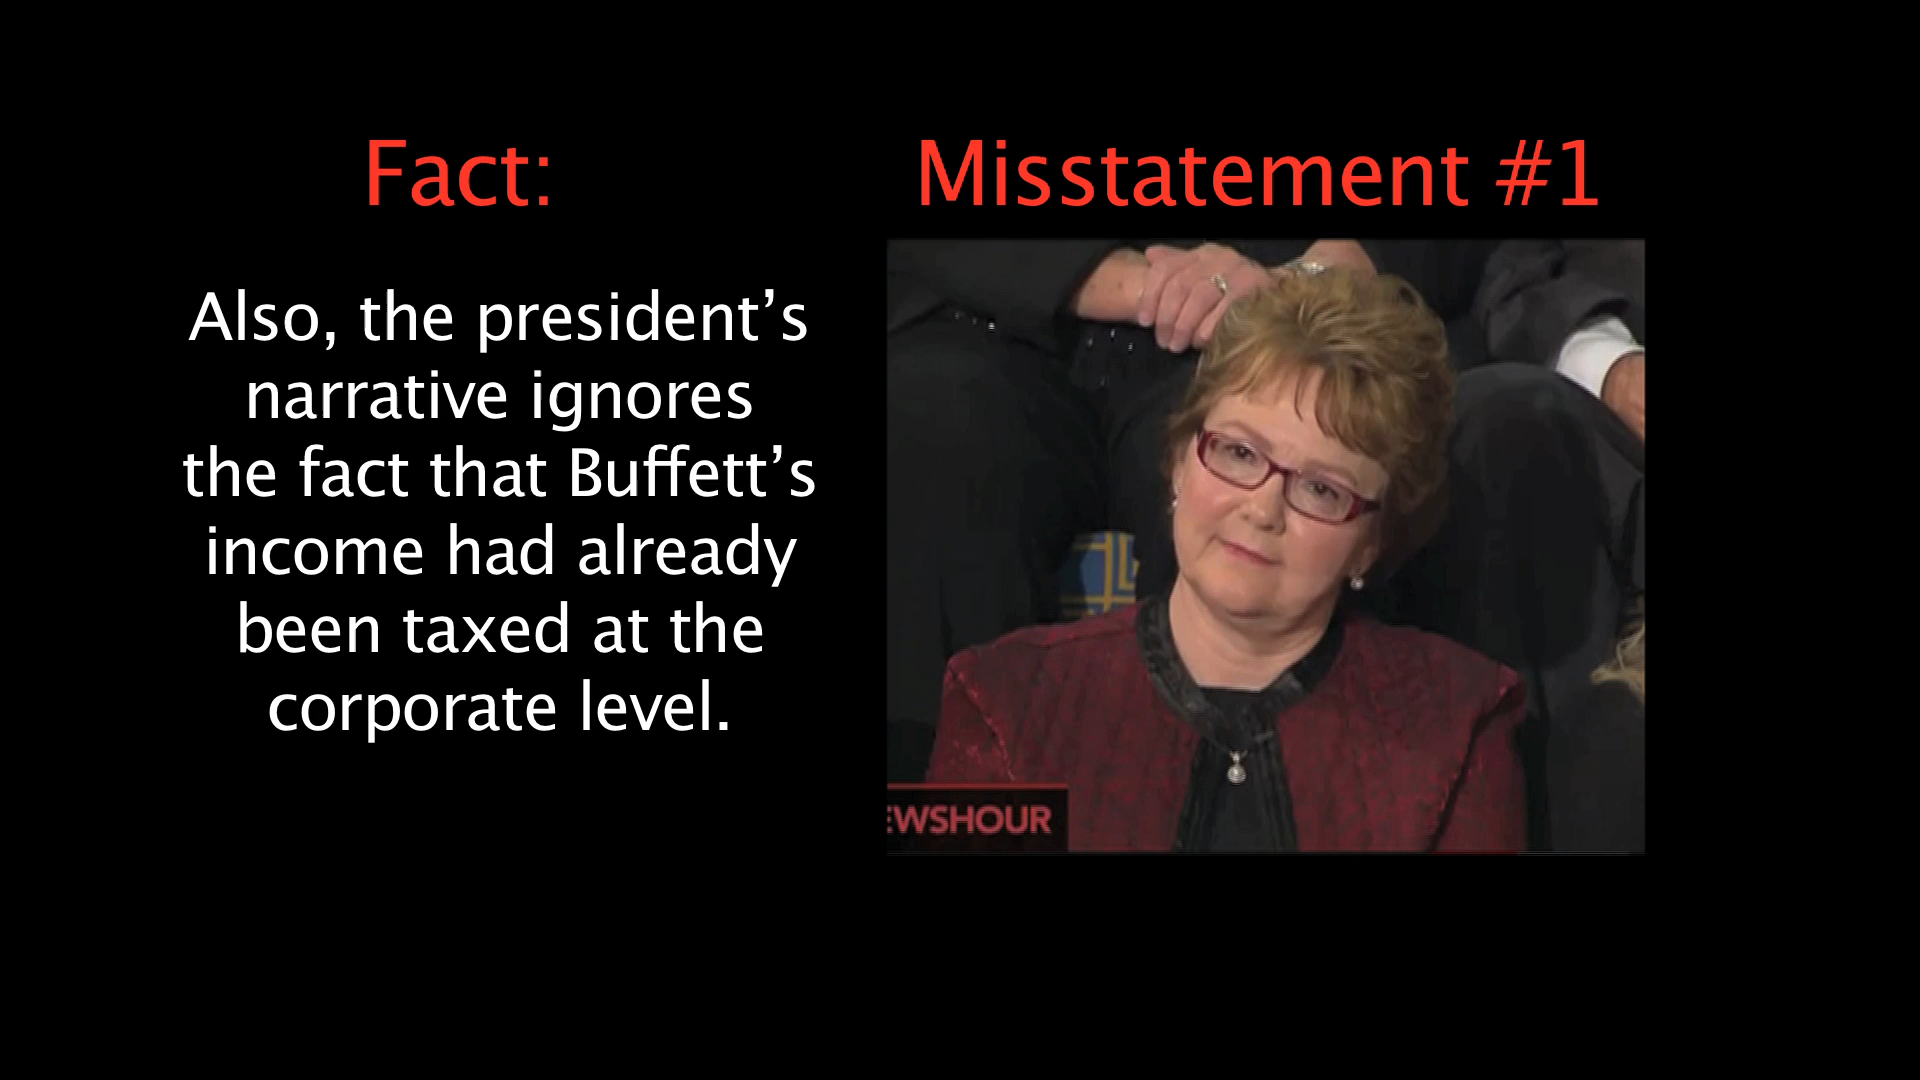 Fact:
Misstatement #1
Also, the president’s
narrative ignores
the fact that Buffett’s
income had already
been taxed at the
corporate level.
EWSHOUR